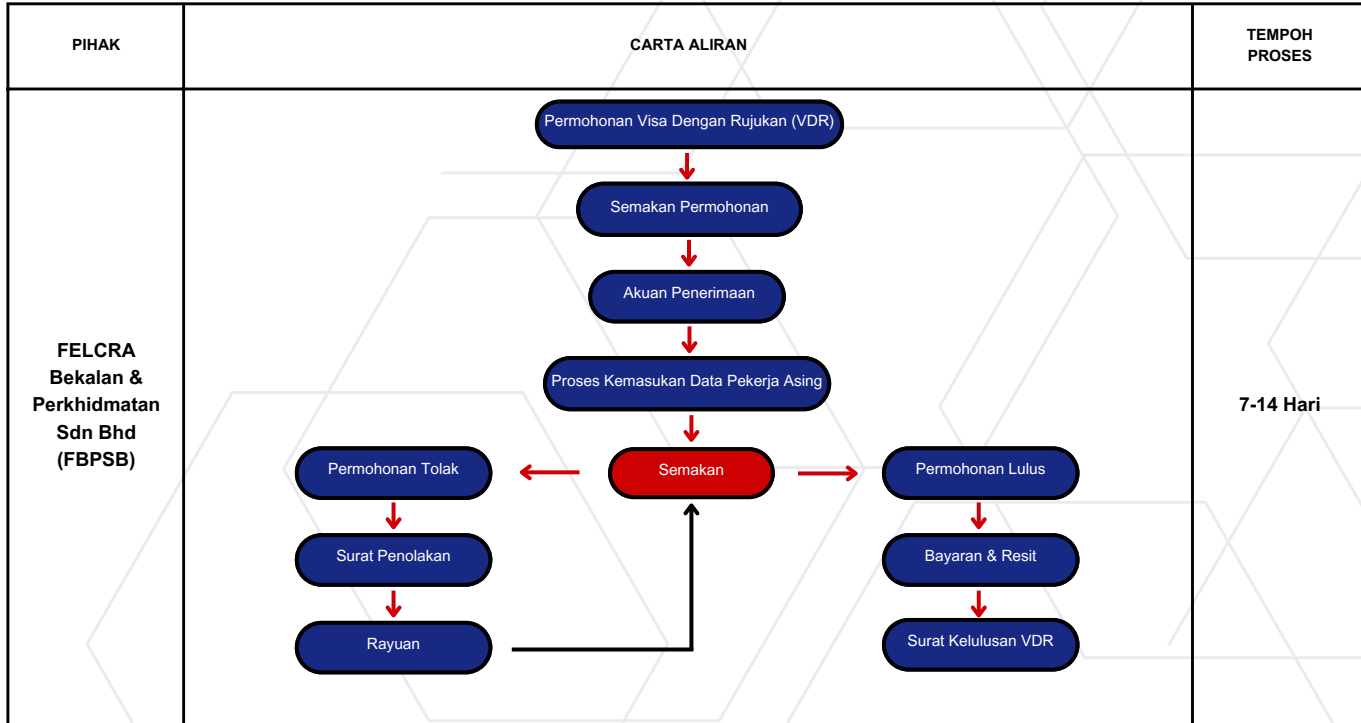 PIHAK
CARTA ALIRAN
TEMPOH
PROSES
FELCRA
Bekalan &
Perkhidmatan
Sdn Bhd
(FBPSB)
Permohonan Visa Dengan Rujukan (VDR)
Semakan Permohonan
Akuan Penerimaan
Proses Kemasukan Data Pekerja Asing
Semakan
Permohonan Tolak
Surat Penolakan
Rayuan
Permohonan Lulus
Bayaran & Resit
Surat Kelulusan VDR
7-14 Hari